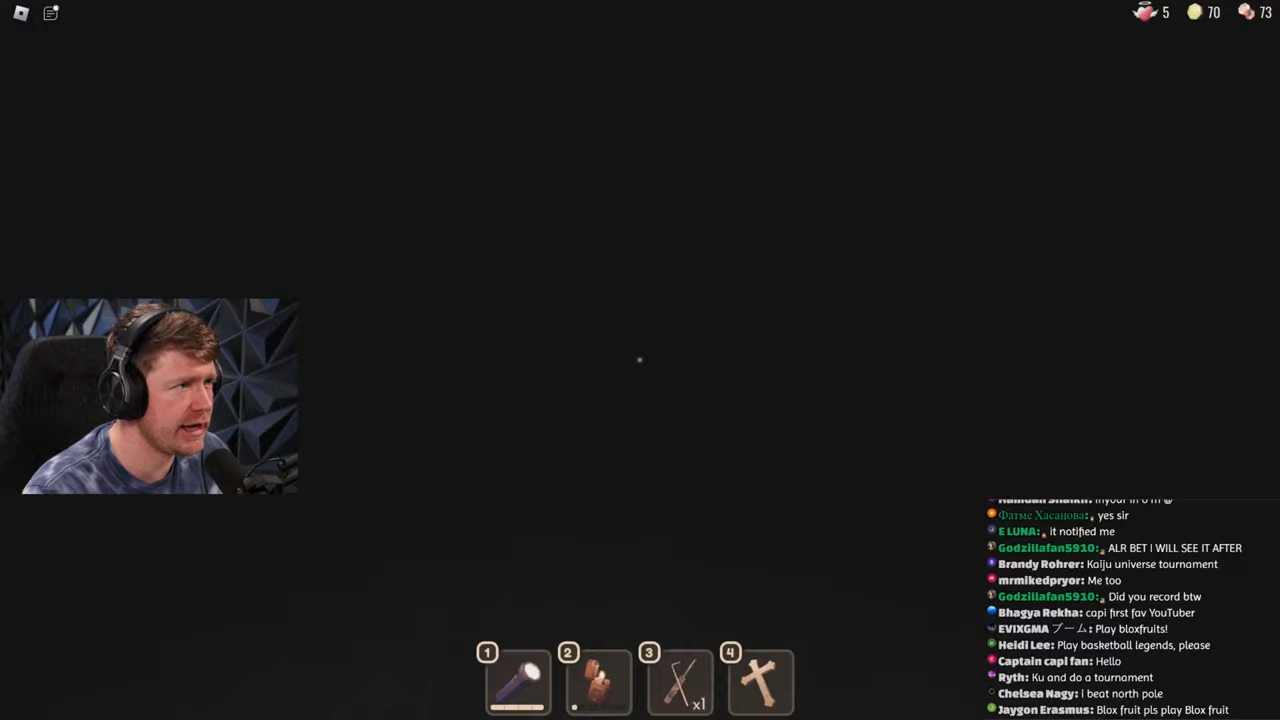 5 70 73
Фатме Хасанова: yes sir
E LUNA: it notified me
Godzillafan5910: ALR BET I WILL SEE IT AFTER
Brandy Rohrer: Kaiju universe tournament
mrmikedpryor: Me too
Godzillafan5910: Did you record btw
Bhagya Rekha: capi first fav YouTuber
EVIXGMA ブーム: Play bloxfruits!
Heidi Lee: Play basketball legends, please
Captain capi fan: Hello
Ryth: Ku and do a tournament
Chelsea Nagy: i beat north pole
Jaygon Erasmus: Blox fruit pls play Blox fruit
1 2 3 4
x1